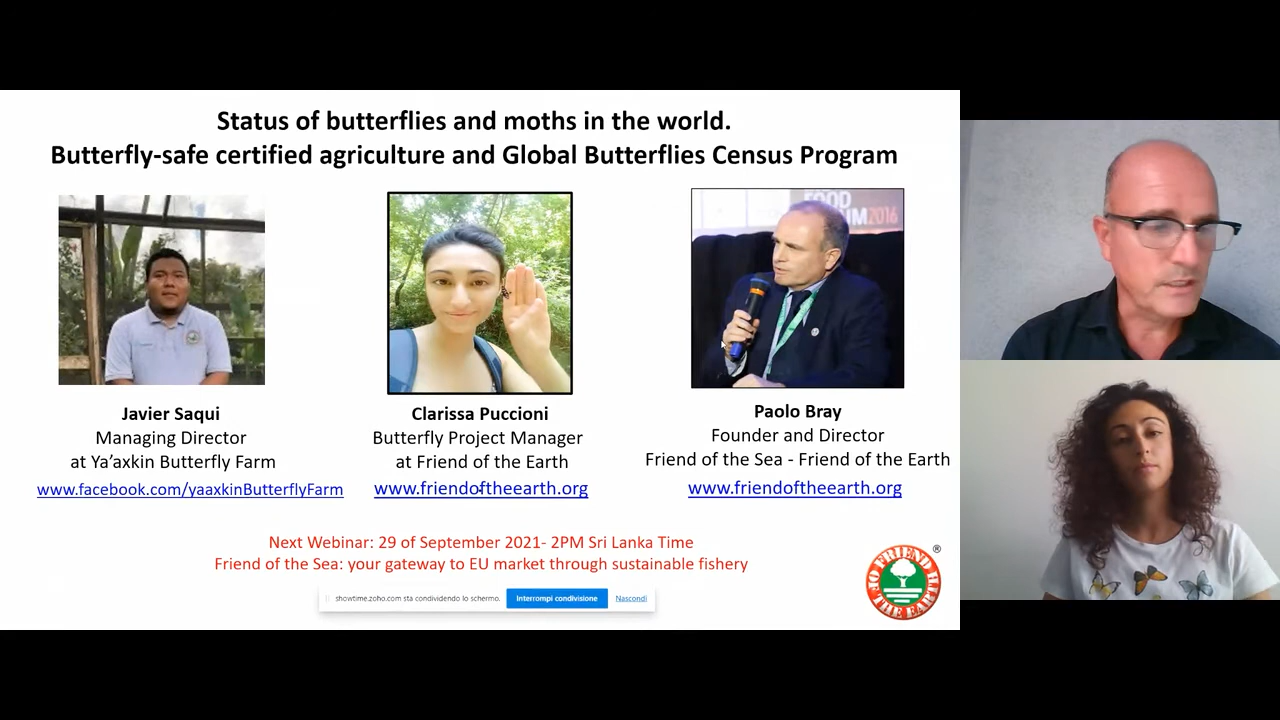 Status of butterflies and moths in the world.
Butterfly-safe certified agriculture and Global Butterflies Census Program
FOOD
2016
Javier Saqui
Managing Director
at Ya’axkin Butterfly Farm
www.facebook.com/yaaxkinButterflyFarm
Clarissa Puccioni
Butterfly Project Manager
at Friend of the Earth
www.friendoftheearth.org
Paolo Bray
Founder and Director
Friend of the Sea - Friend of the Earth
www.friendoftheearth.org
Next Webinar: 29 of September 2021- 2PM Sri Lanka Time
Friend of the Sea: your gateway to EU market through sustainable fishery
showtime.zoho.com sta condividendo lo schermo.
Interrompi condivisione
Nascondi
FRIEND OF THE EARTH
®